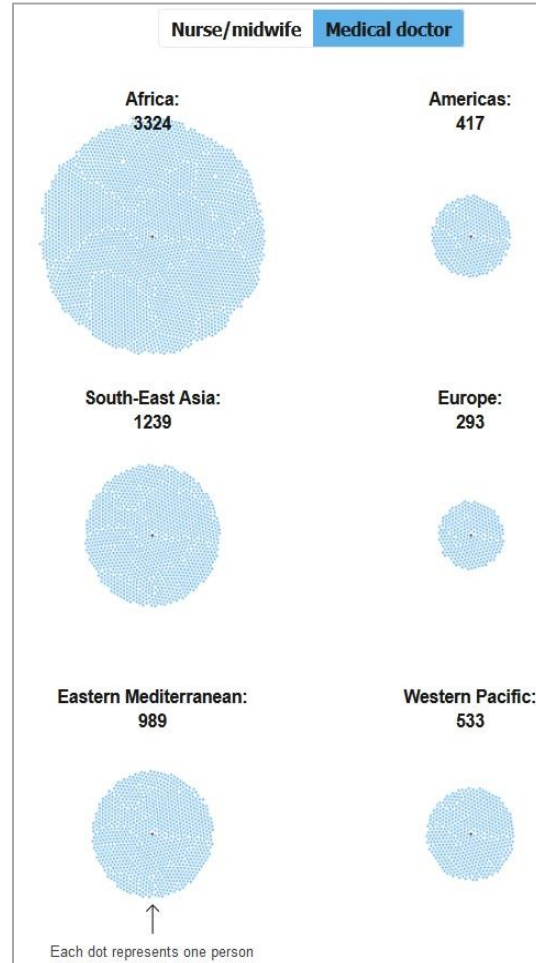 Nurse/midwife Medical doctor
Africa:
3324
Americas:
417
South-East Asia:
1239
Europe:
293
Eastern Mediterranean:
989
Western Pacific:
533
Each dot represents one person